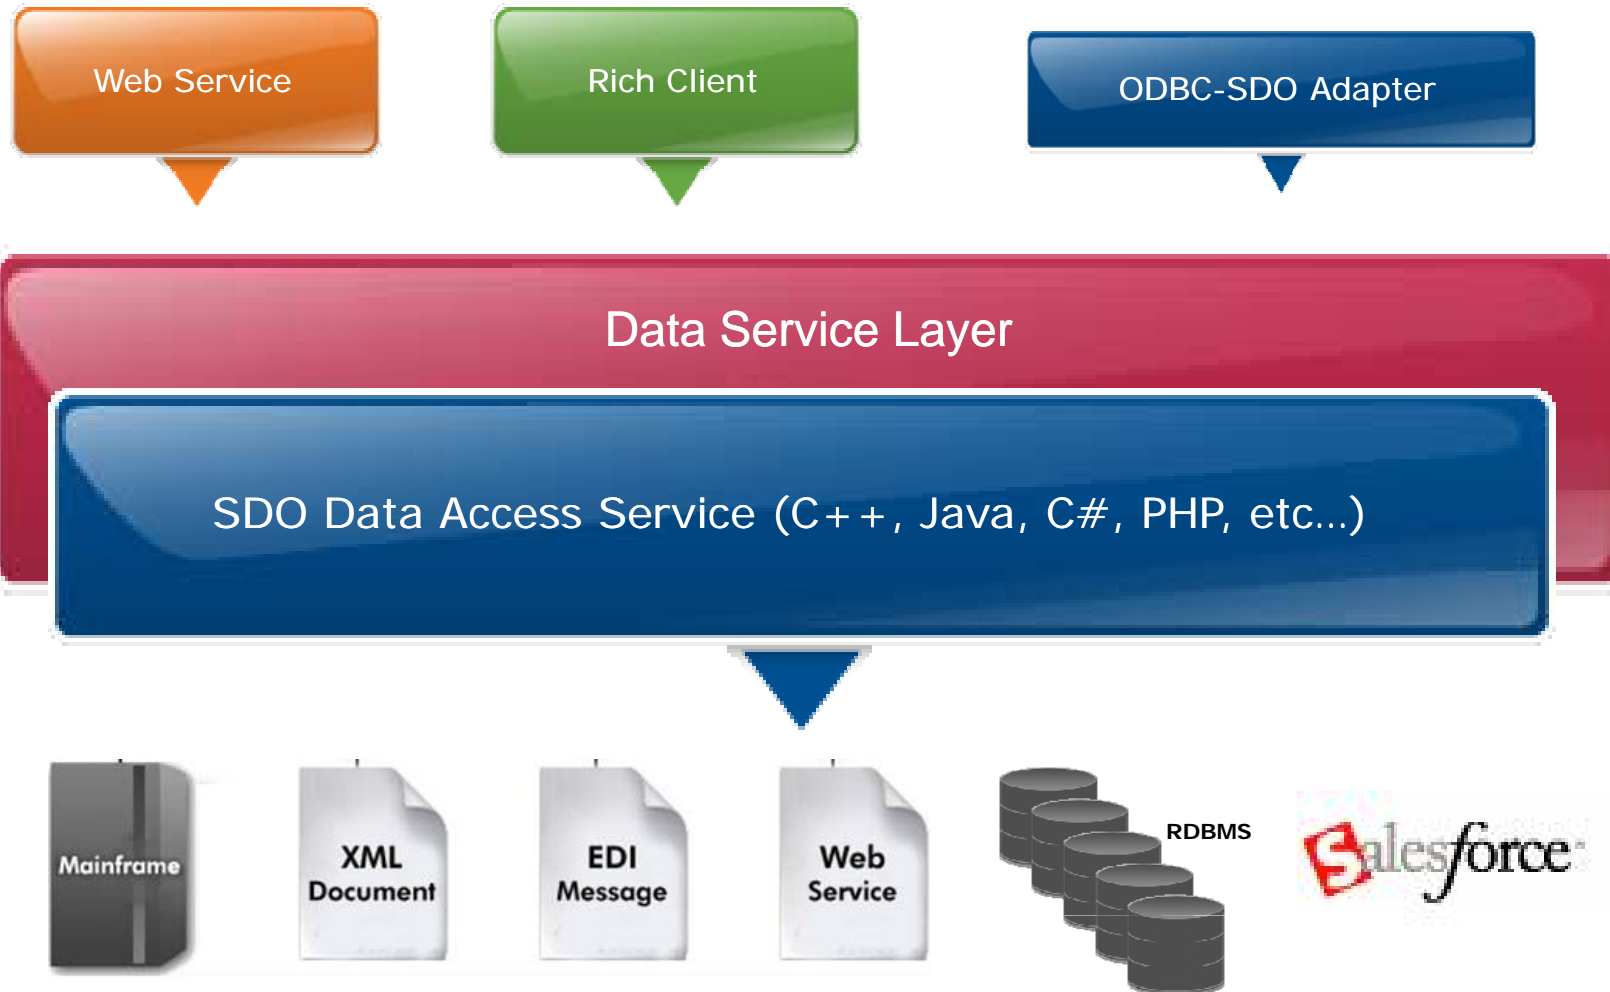 Web Service
Rich Client
ODBC-SDO Adapter
Data Service Layer
SDO Data Access Service (C++, Java, C#, PHP, etc...)
Mainframe
XML
Document
EDI
Message
Web
Service
RDBMS
Salesforce